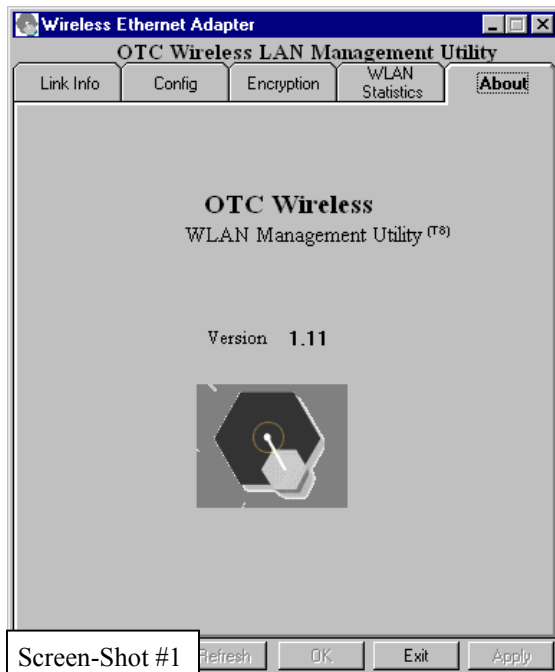 Wireless Ethernet Adapter
OTC Wireless LAN Management Utility
Link Info
Config
Encryption
WLAN
Statistics
About
OTC Wireless
WLAN Management Utility (T8)
Version 1.11
Screen-Shot #1
Refresh
OK
Exit
Apply